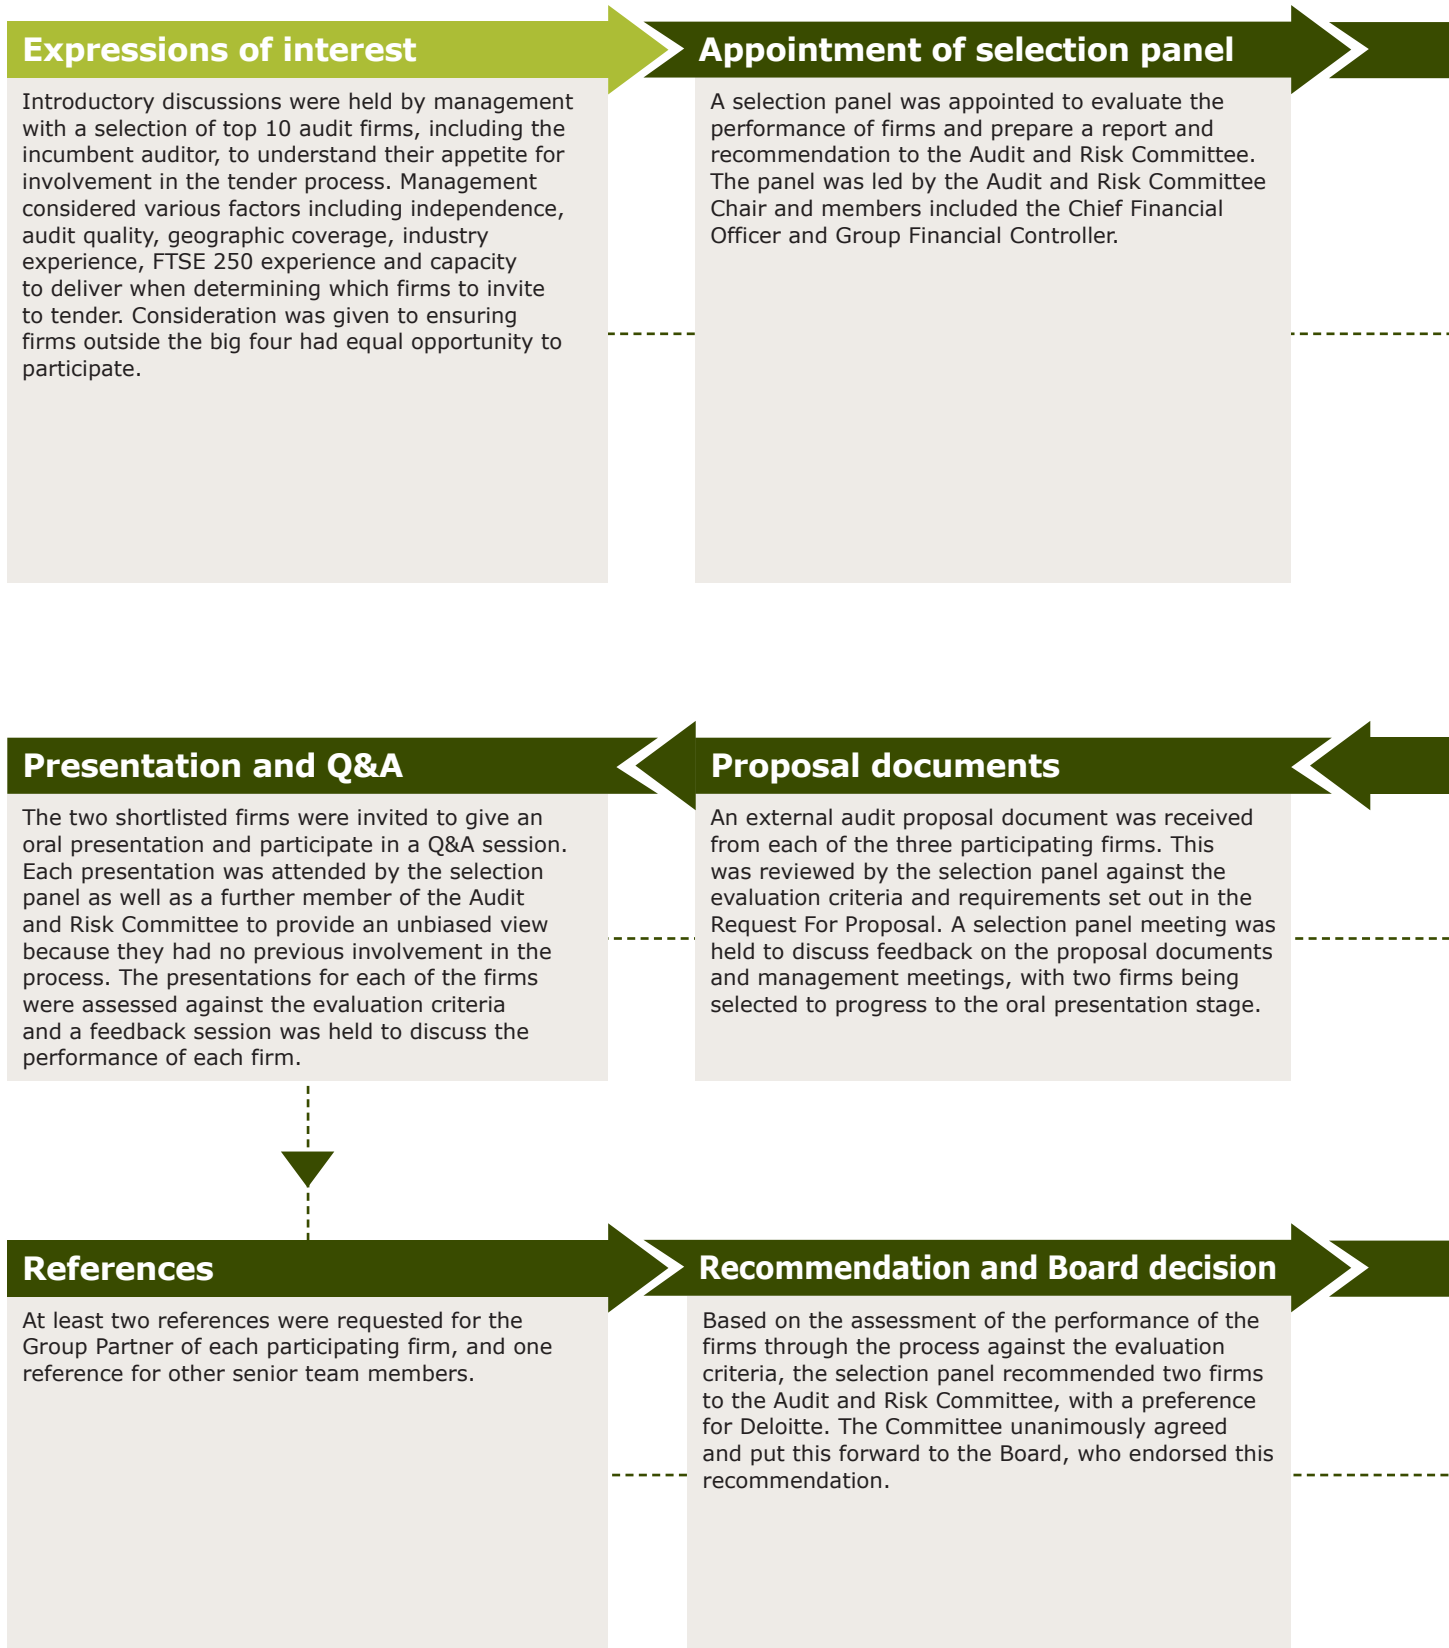 Expressions of interest
Introductory discussions were held by management
with a selection of top 10 audit firms, including the
incumbent auditor, to understand their appetite for
involvement in the tender process. Management
considered various factors including independence,
audit quality, geographic coverage, industry
experience, FTSE 250 experience and capacity
to deliver when determining which firms to invite
to tender. Consideration was given to ensuring
firms outside the big four had equal opportunity to
participate.
Appointment of selection panel
A selection panel was appointed to evaluate the
performance of firms and prepare a report and
recommendation to the Audit and Risk Committee.
The panel was led by the Audit and Risk Committee
Chair and members included the Chief Financial
Officer and Group Financial Controller.
Presentation and Q&A
The two shortlisted firms were invited to give an
oral presentation and participate in a Q&A session.
Each presentation was attended by the selection
panel as well as a further member of the Audit
and Risk Committee to provide an unbiased view
because they had no previous involvement in the
process. The presentations for each of the firms
were assessed against the evaluation criteria
and a feedback session was held to discuss the
performance of each firm.
Proposal documents
An external audit proposal document was received
from each of the three participating firms. This
was reviewed by the selection panel against the
evaluation criteria and requirements set out in the
Request For Proposal. A selection panel meeting was
held to discuss feedback on the proposal documents
and management meetings, with two firms being
selected to progress to the oral presentation stage.
References
At least two references were requested for the
Group Partner of each participating firm, and one
reference for other senior team members.
Recommendation and Board decision
Based on the assessment of the performance of the
firms through the process against the evaluation
criteria, the selection panel recommended two firms
to the Audit and Risk Committee, with a preference
for Deloitte. The Committee unanimously agreed
and put this forward to the Board, who endorsed this
recommendation.